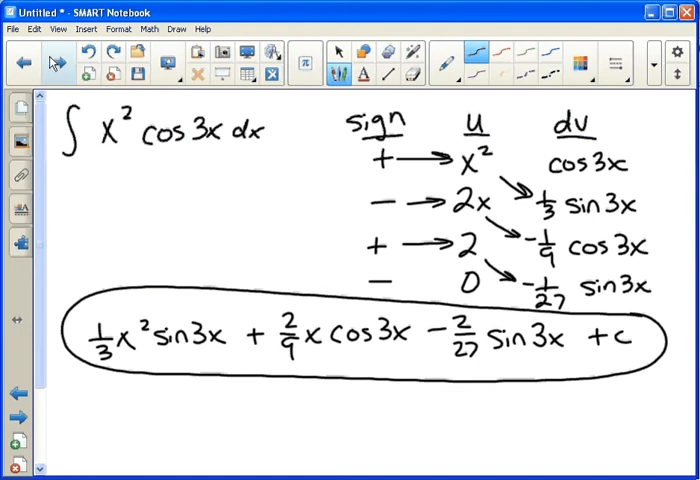 Untitled * - SMART Notebook
File Edit View Insert Format Math Draw Help
π
A
∫ x² cos 3x dx
sign u dv
+ → x² cos3x
− → 2x 1/3 sin 3x
+ → 2 -1/9 cos 3x
− 0 -1/27 sin 3x
1/3 x² sin 3x + 2/9 x cos 3x − 2/27 sin 3x + c